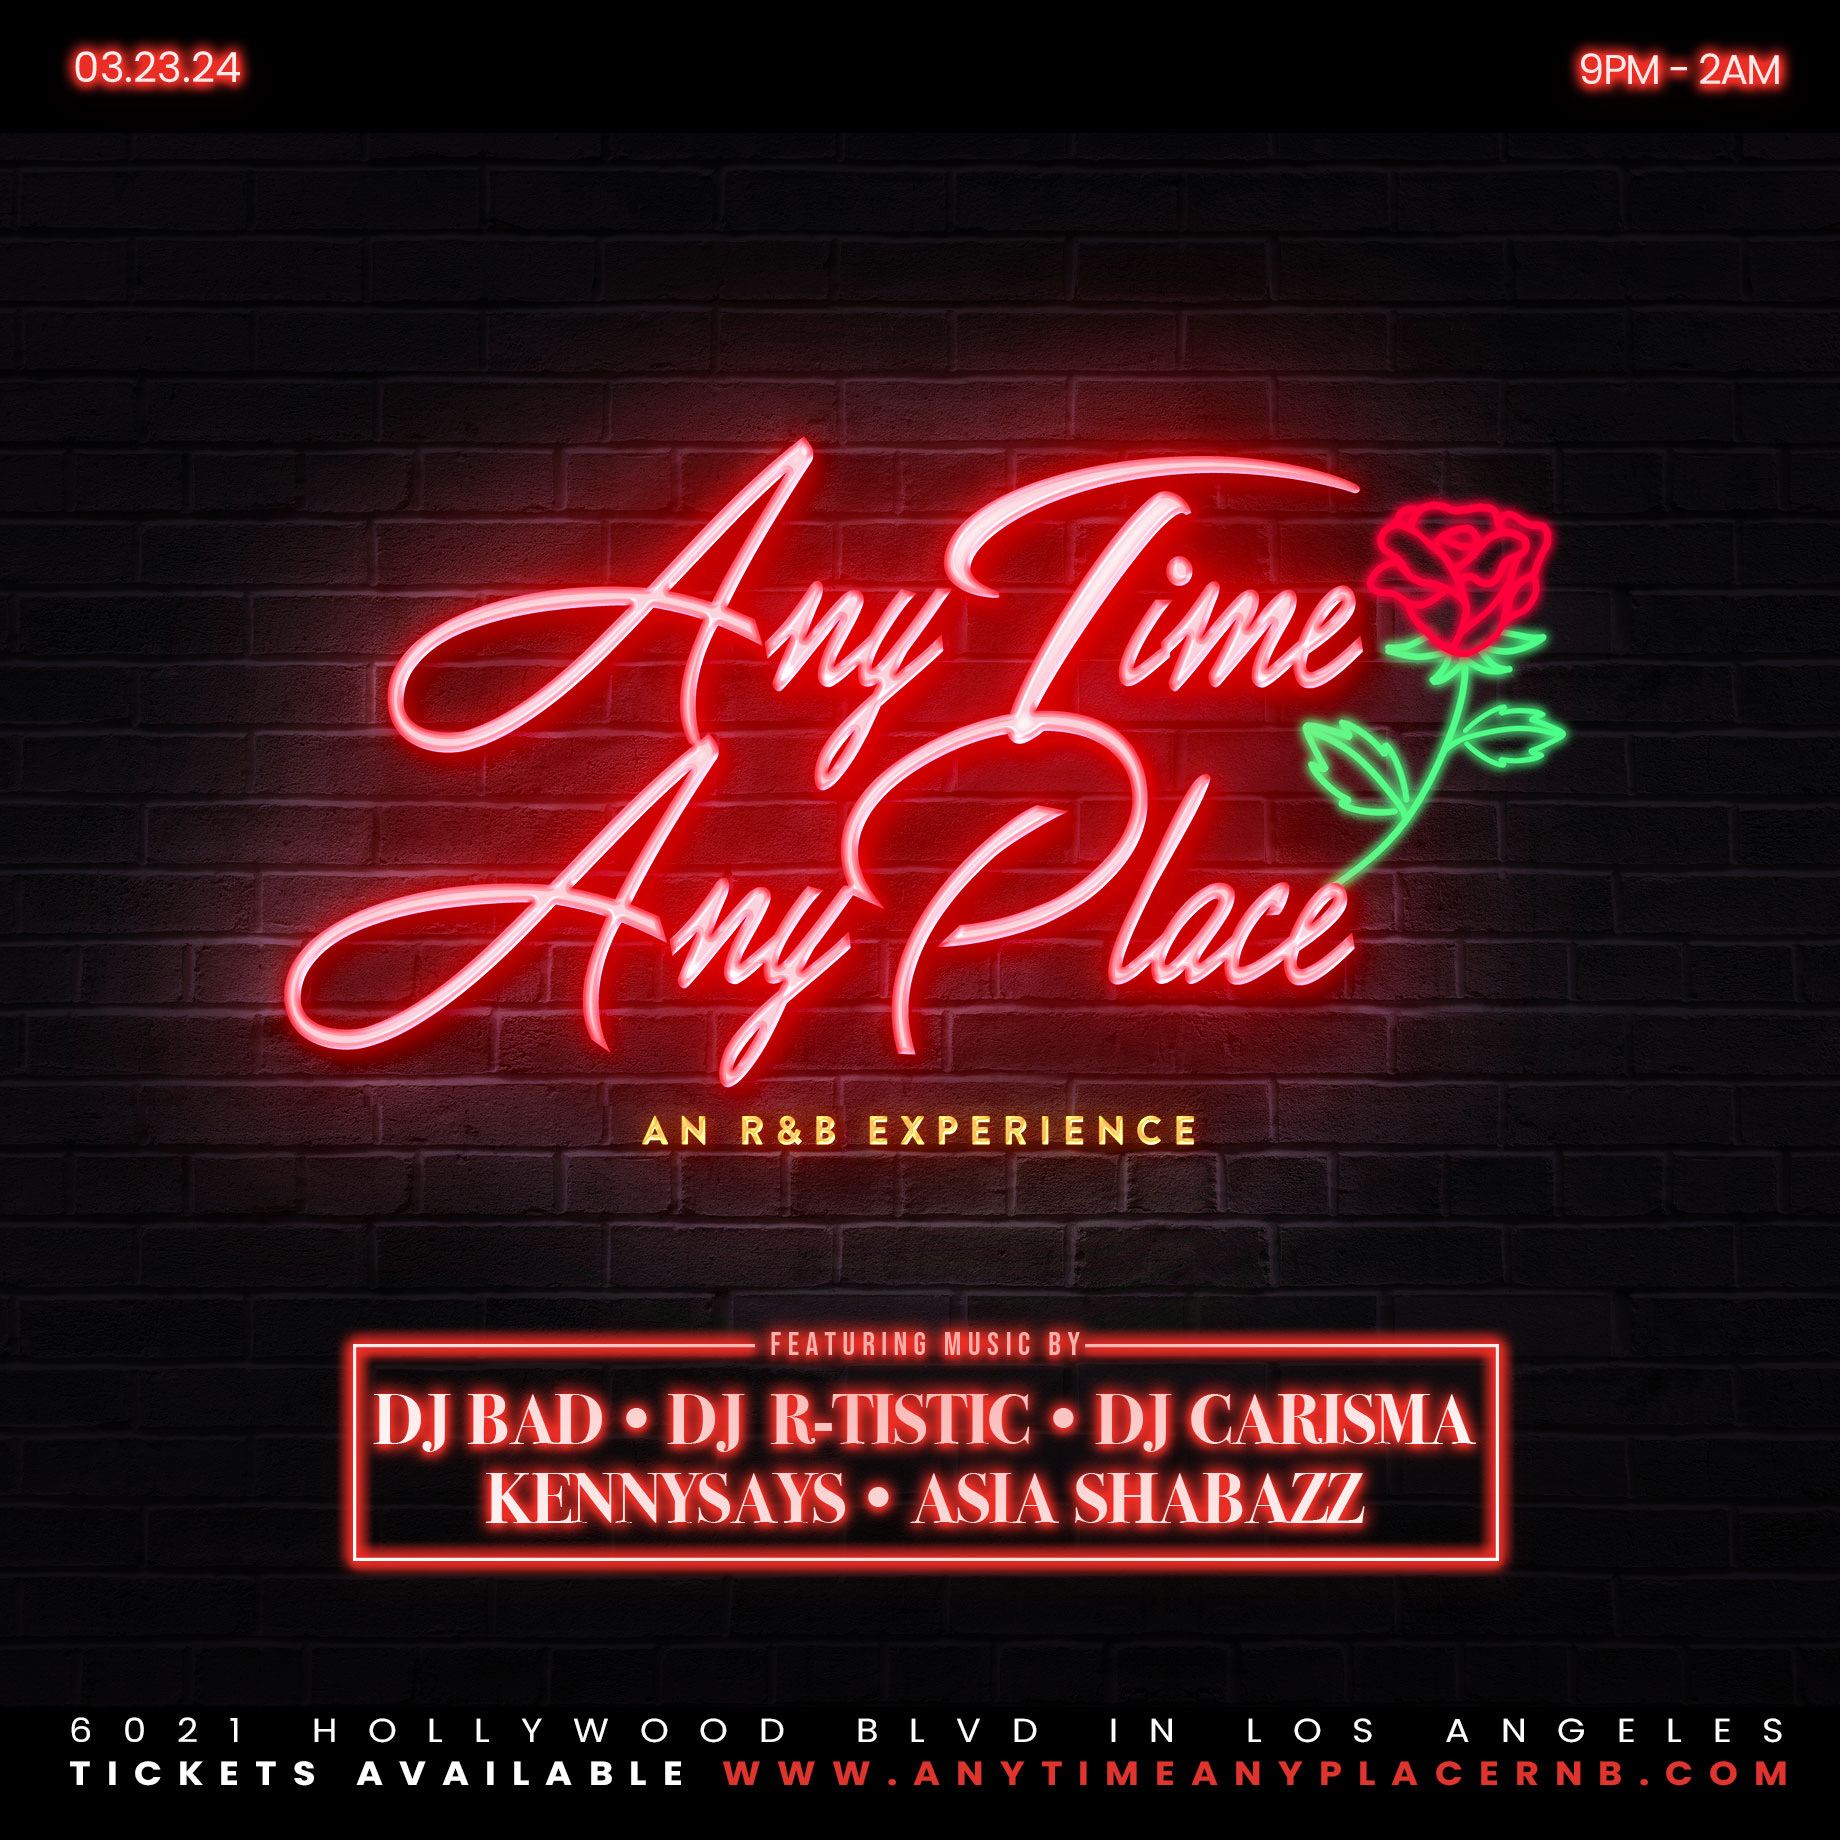 03.23.24
9PM - 2AM
Any Time
Any Place
AN R&B EXPERIENCE
FEATURING MUSIC BY
DJ BAD • DJ R-TISTIC • DJ CARISMA
KENNYSAYS • ASIA SHABAZZ
6021 HOLLYWOOD BLVD IN LOS ANGELES
TICKETS AVAILABLE WWW.ANYTIMEANYPLACERNB.COM